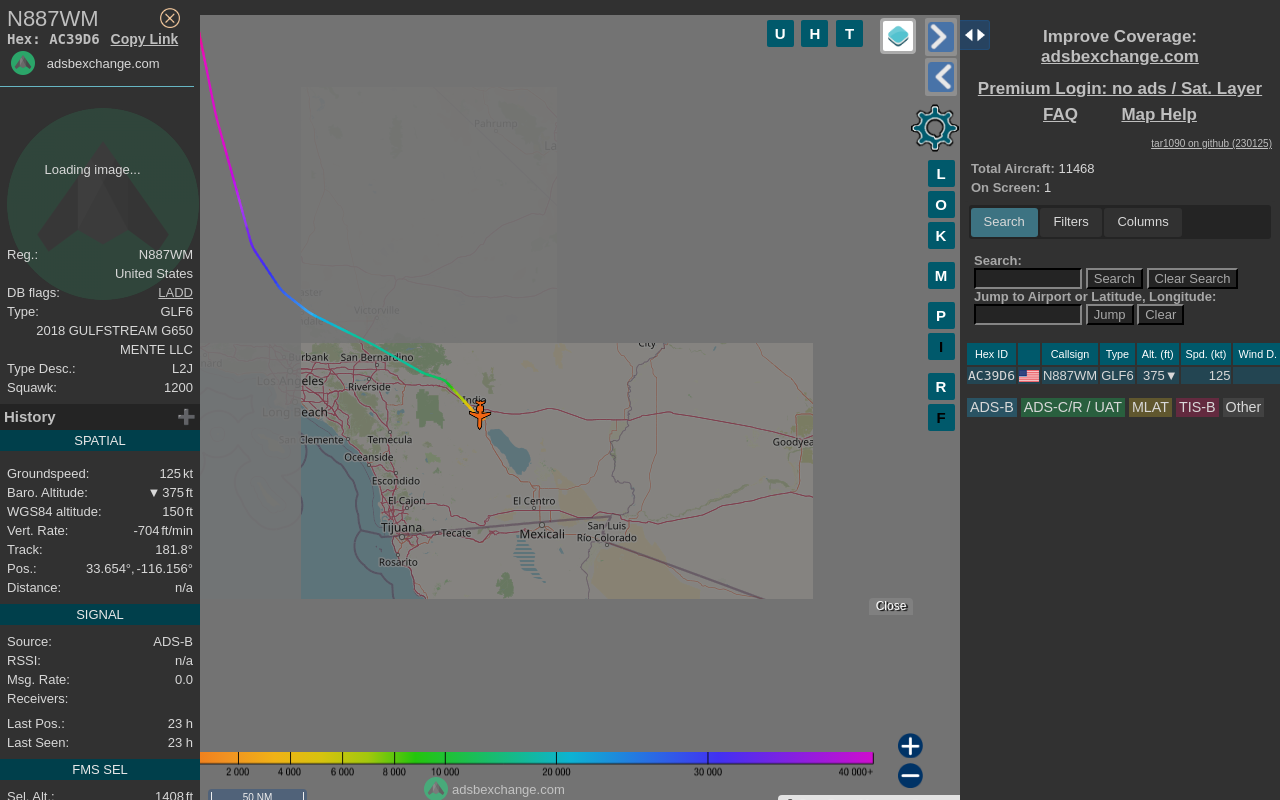 N887WM
Hex: AC39D6 Copy Link
adsbexchange.com
Loading image...
Reg.: N887WM
United States
DB flags: LADD
Type: GLF6
2018 GULFSTREAM G650
MENTE LLC
Type Desc.: L2J
Squawk: 1200
History
SPATIAL
Groundspeed: 125 kt
Baro. Altitude: ▼ 375 ft
WGS84 altitude: 150 ft
Vert. Rate: -704 ft/min
Track: 181.8°
Pos.: 33.654°, -116.156°
Distance: n/a
SIGNAL
Source: ADS-B
RSSI: n/a
Msg. Rate: 0.0
Receivers:
Last Pos.: 23 h
Last Seen: 23 h
FMS SEL
Sel. Alt.: 1408 ft
U H T
L
O
K
M
P
I
R
F
Pahrump
Victorville
City
Burbank San Bernardino
Los Angeles
Riverside
Long Beach
Indio
San Clemente Temecula
Oceanside
Goodyea
Escondido
El Cajon
El Centro
Tijuana
Tecate
Mexicali
San Luis
Río Colorado
Rosarito
Close
2 000 4 000 6 000 8 000 10 000 20 000 30 000 40 000+
adsbexchange.com
50 NM
Improve Coverage:
adsbexchange.com
Premium Login: no ads / Sat. Layer
FAQ Map Help
tar1090 on github (230125)
Total Aircraft: 11468
On Screen: 1
Search Filters Columns
Search:
Search Clear Search
Jump to Airport or Latitude, Longitude:
Jump Clear
Hex ID Callsign Type Alt. (ft) Spd. (kt) Wind D.
AC39D6 N887WM GLF6 375▼ 125
ADS-B ADS-C/R / UAT MLAT TIS-B Other